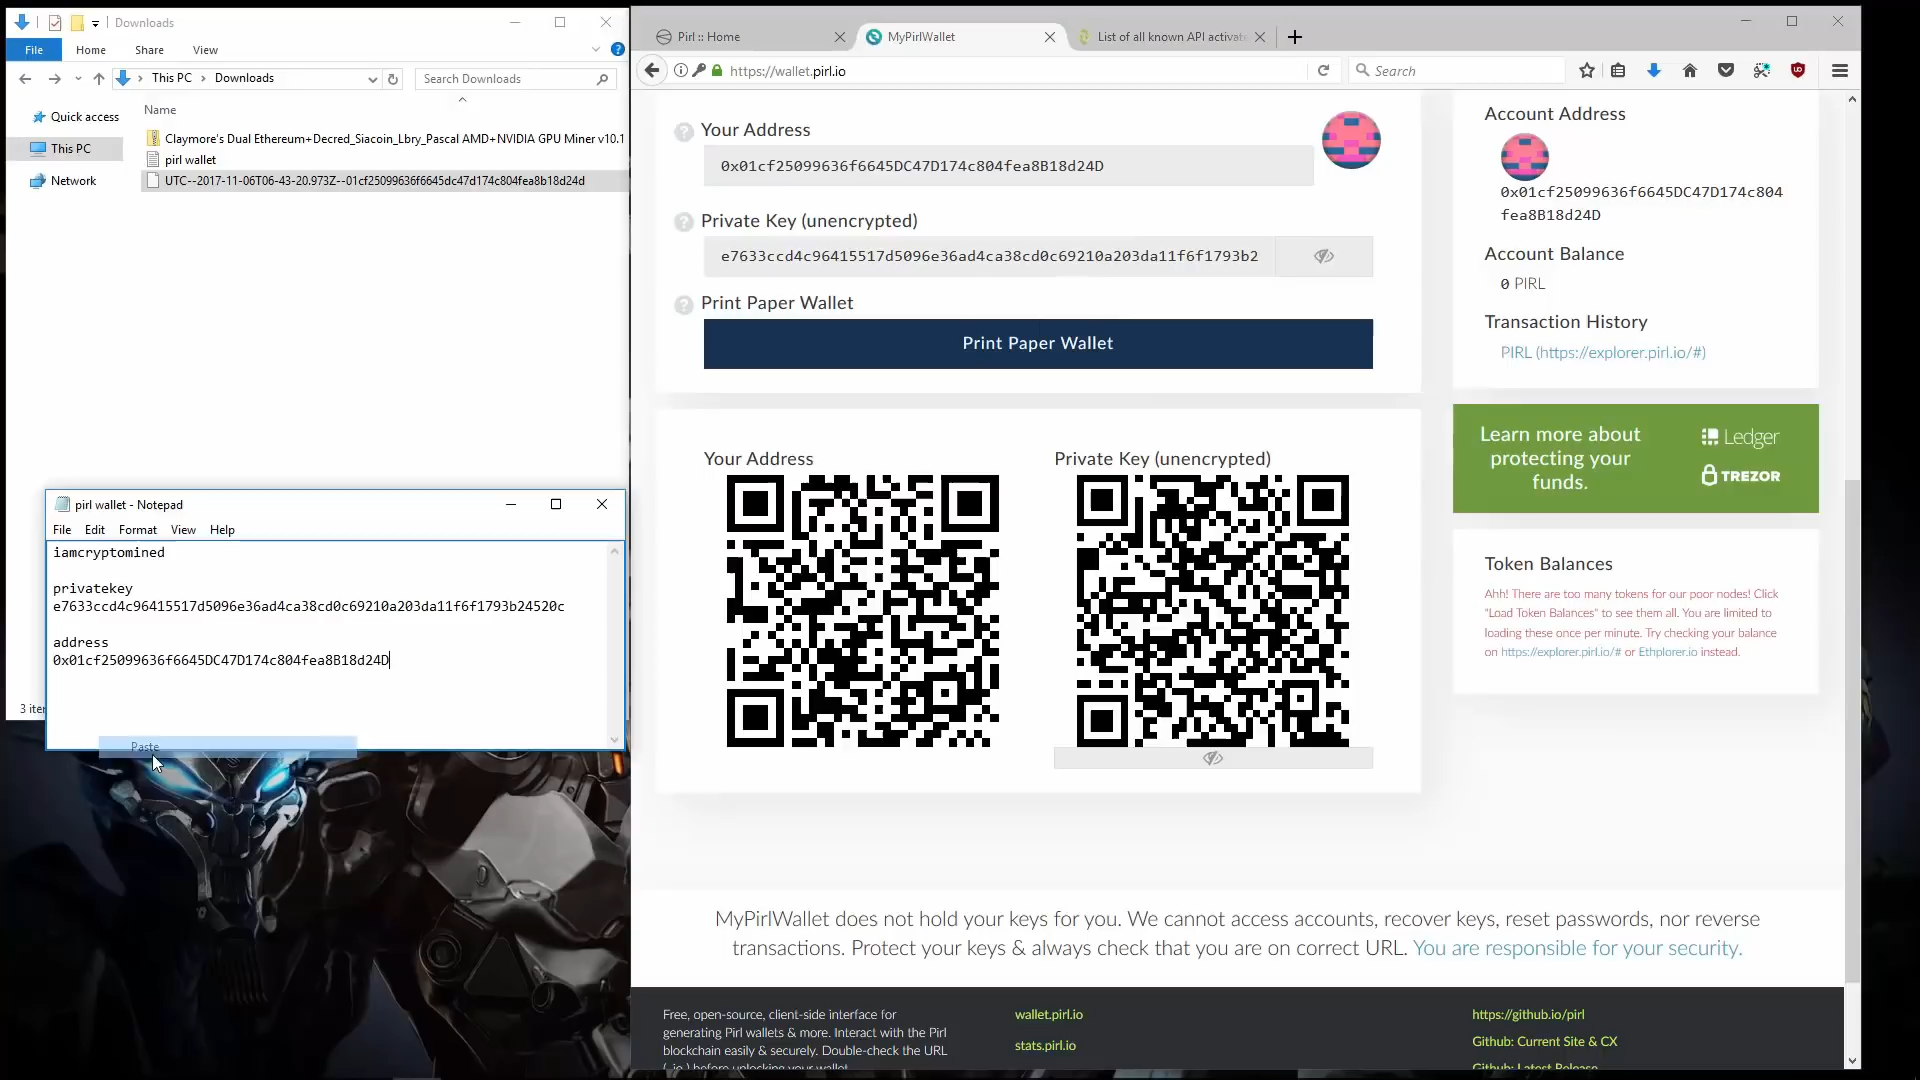 Downloads
File
Home
Share
View
This PC
Downloads
Search Downloads
Name
Quick access
This PC
Network
Claymore's Dual Ethereum+Decred_Siacoin_Lbry_Pascal AMD+NVIDIA GPU Miner v10.1
pirl wallet
UTC--2017-11-06T06-43-20.973Z--01cf25099636f6645dc47d174c804fea8b18d24d
3 iter
pirl wallet - Notepad
File
Edit
Format
View
Help
iamcryptomined
privatekey
e7633ccd4c96415517d5096e36ad4ca38cd0c69210a203da11f6f1793b24520c
address
0x01cf25099636f6645DC47D174c804fea8B18d24D
Paste
Pirl :: Home
MyPirlWallet
List of all known API activat
https://wallet.pirl.io
Search
Your Address
0x01cf25099636f6645DC47D174c804fea8B18d24D
Private Key (unencrypted)
e7633ccd4c96415517d5096e36ad4ca38cd0c69210a203da11f6f1793b2
Print Paper Wallet
Print Paper Wallet
Your Address
Private Key (unencrypted)
Account Address
0x01cf25099636f6645DC47D174c804
fea8B18d24D
Account Balance
0 PIRL
Transaction History
PIRL (https://explorer.pirl.io/#)
Learn more about
protecting your
funds.
Ledger
TREZOR
Token Balances
Ahh! There are too many tokens for our poor nodes! Click
"Load Token Balances" to see them all. You are limited to
loading these once per minute. Try checking your balance
on https://explorer.pirl.io/# or Ethplorer.io instead.
MyPirlWallet does not hold your keys for you. We cannot access accounts, recover keys, reset passwords, nor reverse
transactions. Protect your keys & always check that you are on correct URL. You are responsible for your security.
Free, open-source, client-side interface for
generating Pirl wallets & more. Interact with the Pirl
blockchain easily & securely. Double-check the URL
( .io ) before unlocking your wallet.
wallet.pirl.io
stats.pirl.io
https://github.io/pirl
Github: Current Site & CX
Github: Latest Release